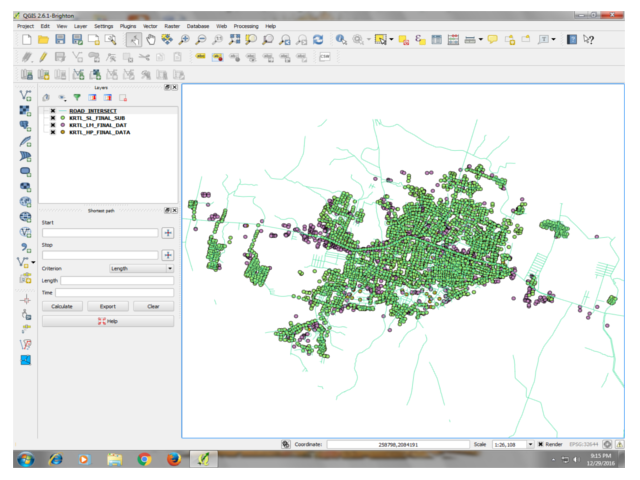 QGIS 2.6.1-Brighton
Project Edit View Layer Settings Plugins Vector Raster Database Web Processing Help
Layers
ROAD_INTERSECT
KRTL_SL_FINAL_SUB
KRTL_LM_FINAL_DAT
KRTL_HP_FINAL_DATA
Shortest path
Start
Stop
Criterion Length
Length
Time
Calculate Export Clear
Help
Coordinate: 258798,2084191 Scale 1:26,108 Render EPSG:32644
9:15 PM
12/29/2016